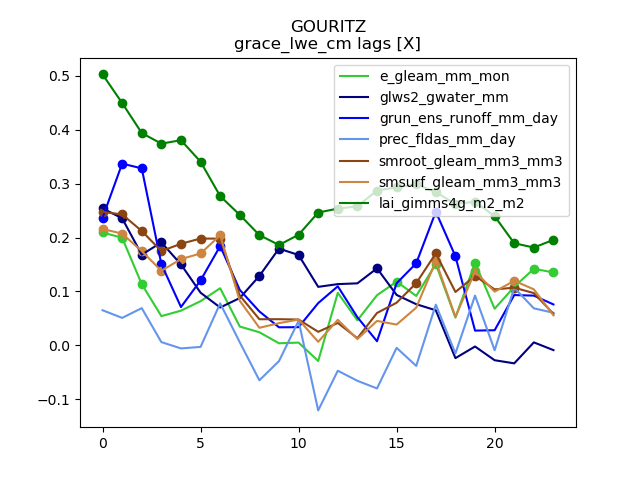 GOURITZ
grace_lwe_cm lags [X]
e_gleam_mm_mon
glws2_gwater_mm
grun_ens_runoff_mm_day
prec_fldas_mm_day
smroot_gleam_mm3_mm3
smsurf_gleam_mm3_mm3
lai_gimms4g_m2_m2
0.5
0.4
0.3
0.2
0.1
0.0
−0.1
0 5 10 15 20